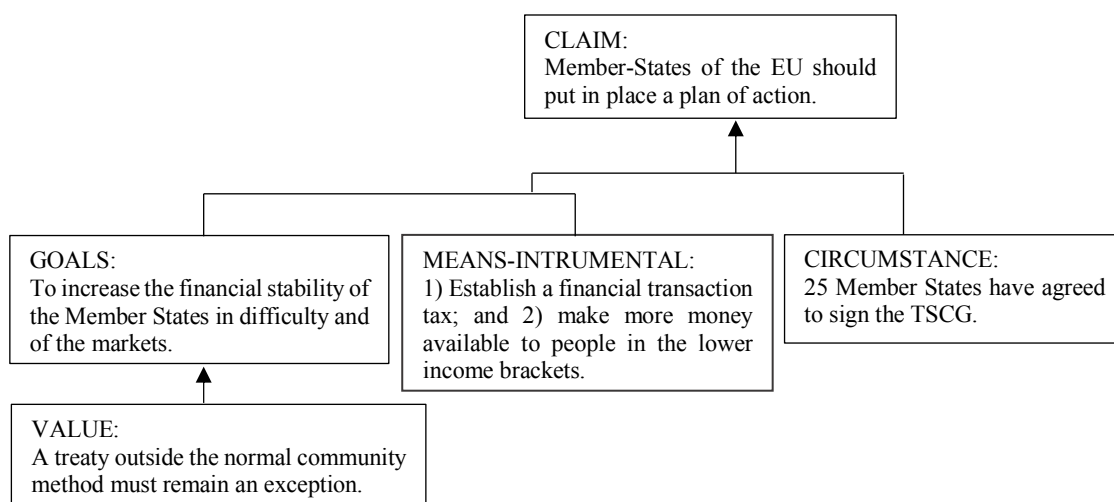 CLAIM:
Member-States of the EU should
put in place a plan of action.
GOALS:
To increase the financial stability of
the Member States in difficulty and
of the markets.
MEANS-INTRUMENTAL:
1) Establish a financial transaction
tax; and 2) make more money
available to people in the lower
income brackets.
CIRCUMSTANCE:
25 Member States have agreed
to sign the TSCG.
VALUE:
A treaty outside the normal community
method must remain an exception.